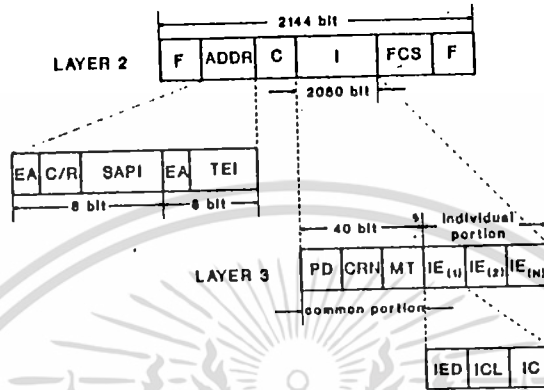 2144 bit
LAYER 2
F ADDR C I FCS F
2080 bit
EA C/R SAPI EA TEI
8 bit 8 bit
40 bit individual
portion
LAYER 3
PD CRN MT IE(1) IE(2) IE(N)
common portion
IED ICL IC